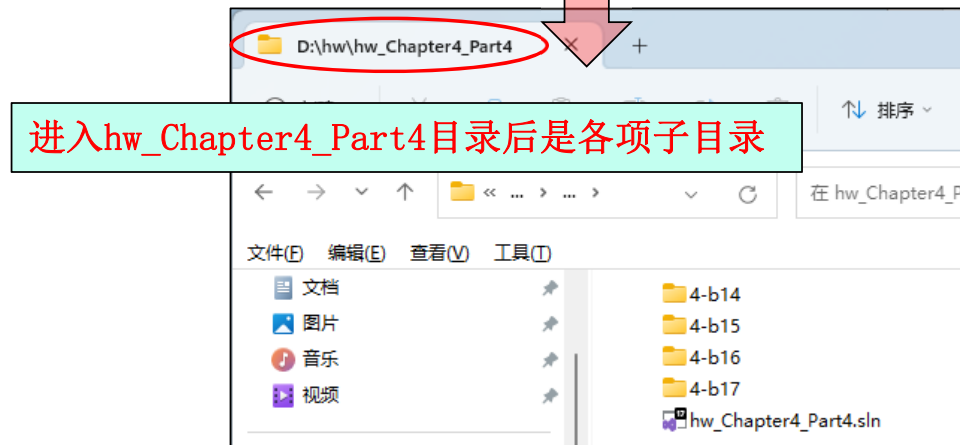 D:\hw\hw_Chapter4_Part4
排序
进入hw_Chapter4_Part4目录后是各项子目录
« ... › ... ›
在 hw_Chapter4_P
文件(F) 编辑(E) 查看(V) 工具(T)
文档
图片
音乐
视频
4-b14
4-b15
4-b16
4-b17
hw_Chapter4_Part4.sln